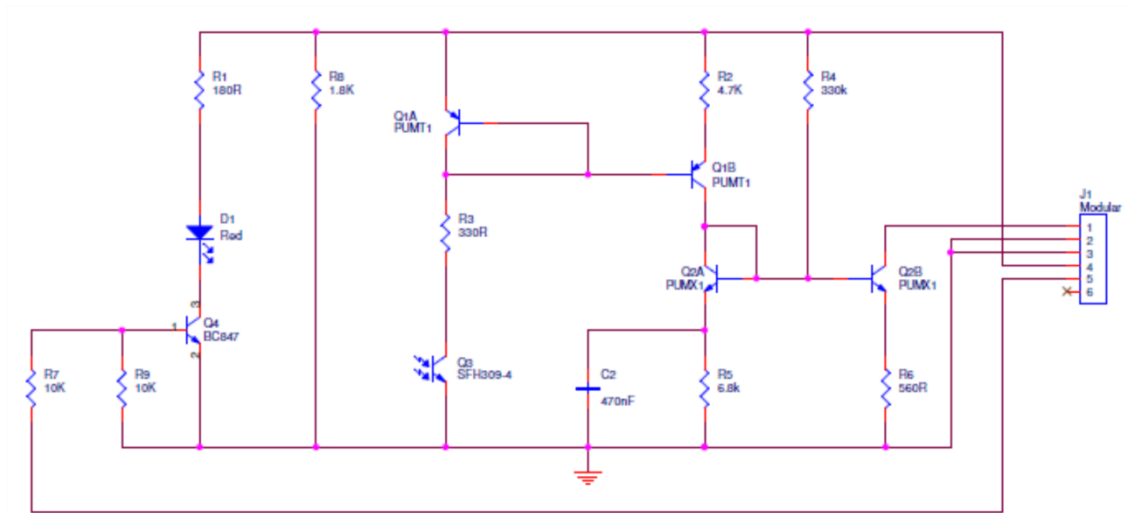 R1
180R
R8
1.8K
Q1A
PUMT1
R2
4.7K
R4
330k
Q1B
PUMT1
J1
Modular
1
2
3
4
5
6
D1
Red
R3
330R
Q2A
PUMX1
Q2B
PUMX1
3
1
Q4
BC847
2
R7
10K
R9
10K
Q3
SFH309-4
C2
470nF
R5
6.8k
R6
560R